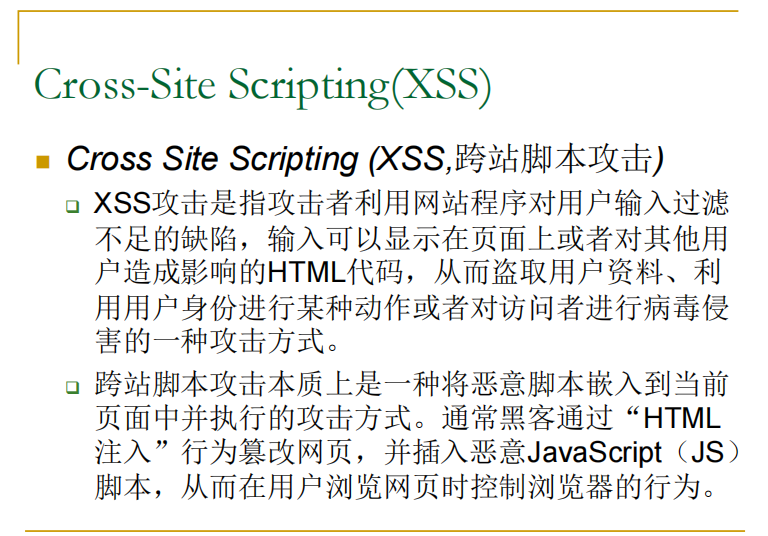 Cross-Site Scripting(XSS)
Cross Site Scripting (XSS,跨站脚本攻击)
XSS攻击是指攻击者利用网站程序对用户输入过滤
不足的缺陷，输入可以显示在页面上或者对其他用
户造成影响的HTML代码，从而盗取用户资料、利
用用户身份进行某种动作或者对访问者进行病毒侵
害的一种攻击方式。
跨站脚本攻击本质上是一种将恶意脚本嵌入到当前
页面中并执行的攻击方式。通常黑客通过“HTML
注入”行为篡改网页，并插入恶意JavaScript（JS）
脚本，从而在用户浏览网页时控制浏览器的行为。